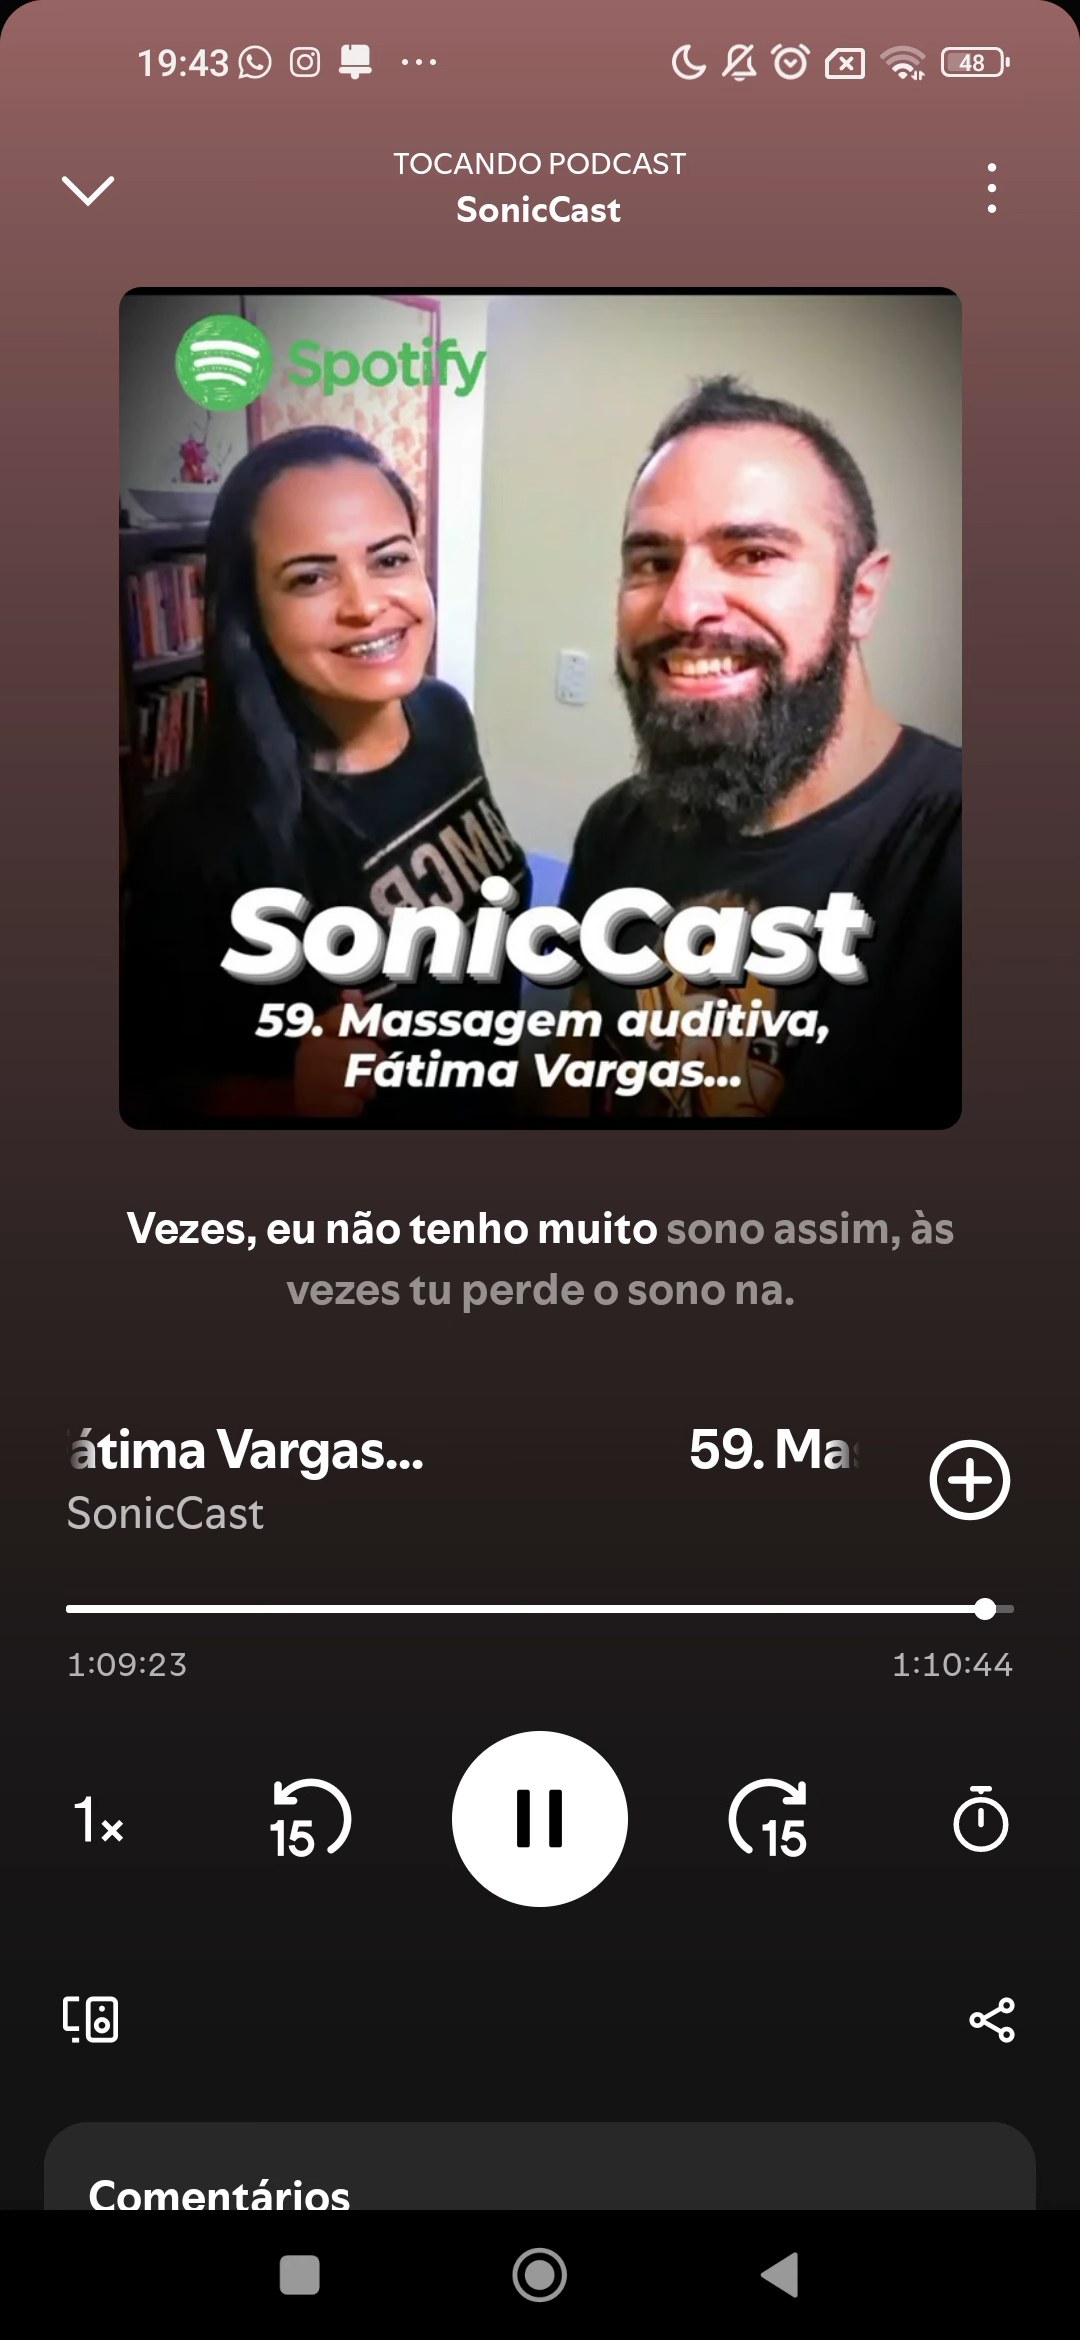 19:43
48
TOCANDO PODCAST
SonicCast
Spotify
SonicCast
59. Massagem auditiva,
Fátima Vargas...
Vezes, eu não tenho muito sono assim, às
vezes tu perde o sono na.
átima Vargas... 59. Ma
SonicCast
1:09:23 1:10:44
1x 15 15
Comentários